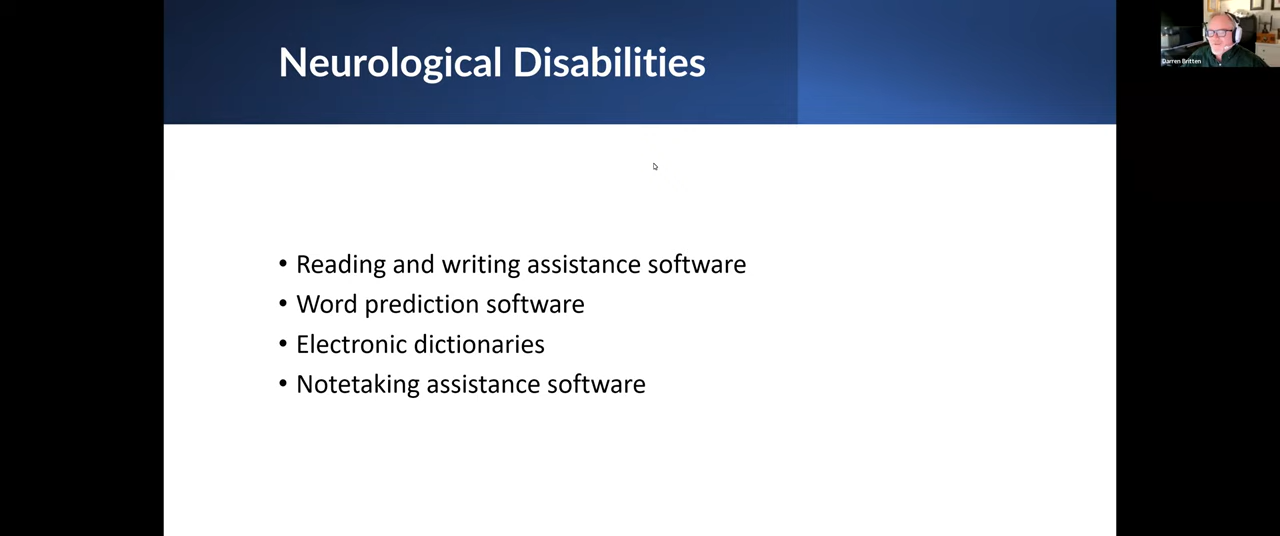 Neurological Disabilities
Darren Britten
• Reading and writing assistance software
• Word prediction software
• Electronic dictionaries
• Notetaking assistance software